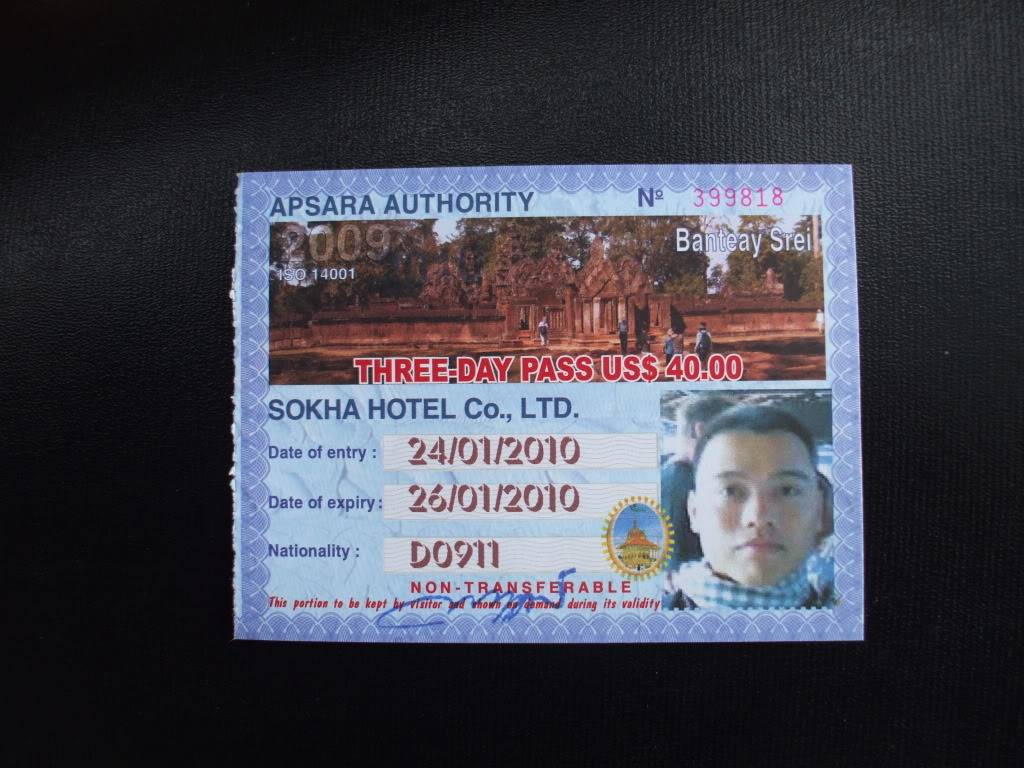 APSARA AUTHORITY Nº 399818
2009
Banteay Srei
ISO 14001
THREE-DAY PASS US$ 40.00
SOKHA HOTEL Co., LTD.
Date of entry : 24/01/2010
Date of expiry : 26/01/2010
Nationality : D0911
NON-TRANSFERABLE
This portion to be kept by visitor and shown on demand during its validity